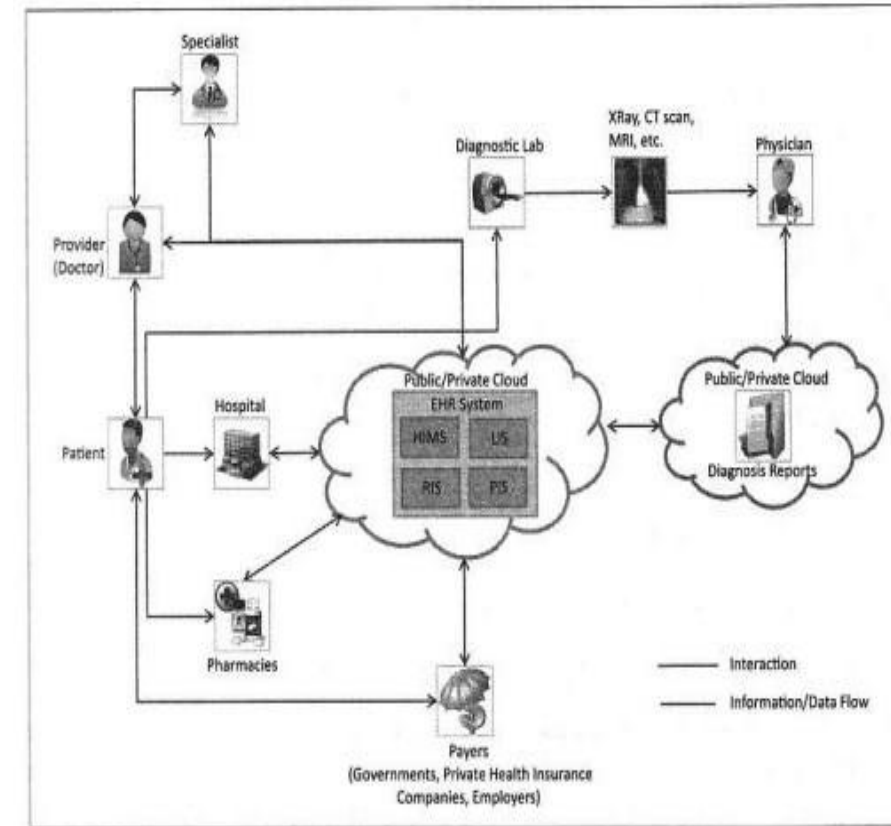 Specialist
XRay, CT scan,
MRI, etc.
Diagnostic Lab
Physician
Provider
(Doctor)
Public/Private Cloud
EHR System
HIMS
LIS
RIS
PIS
Public/Private Cloud
Diagnosis Reports
Hospital
Patient
Pharmacies
Interaction
Information/Data Flow
Payers
(Governments, Private Health Insurance
Companies, Employers)